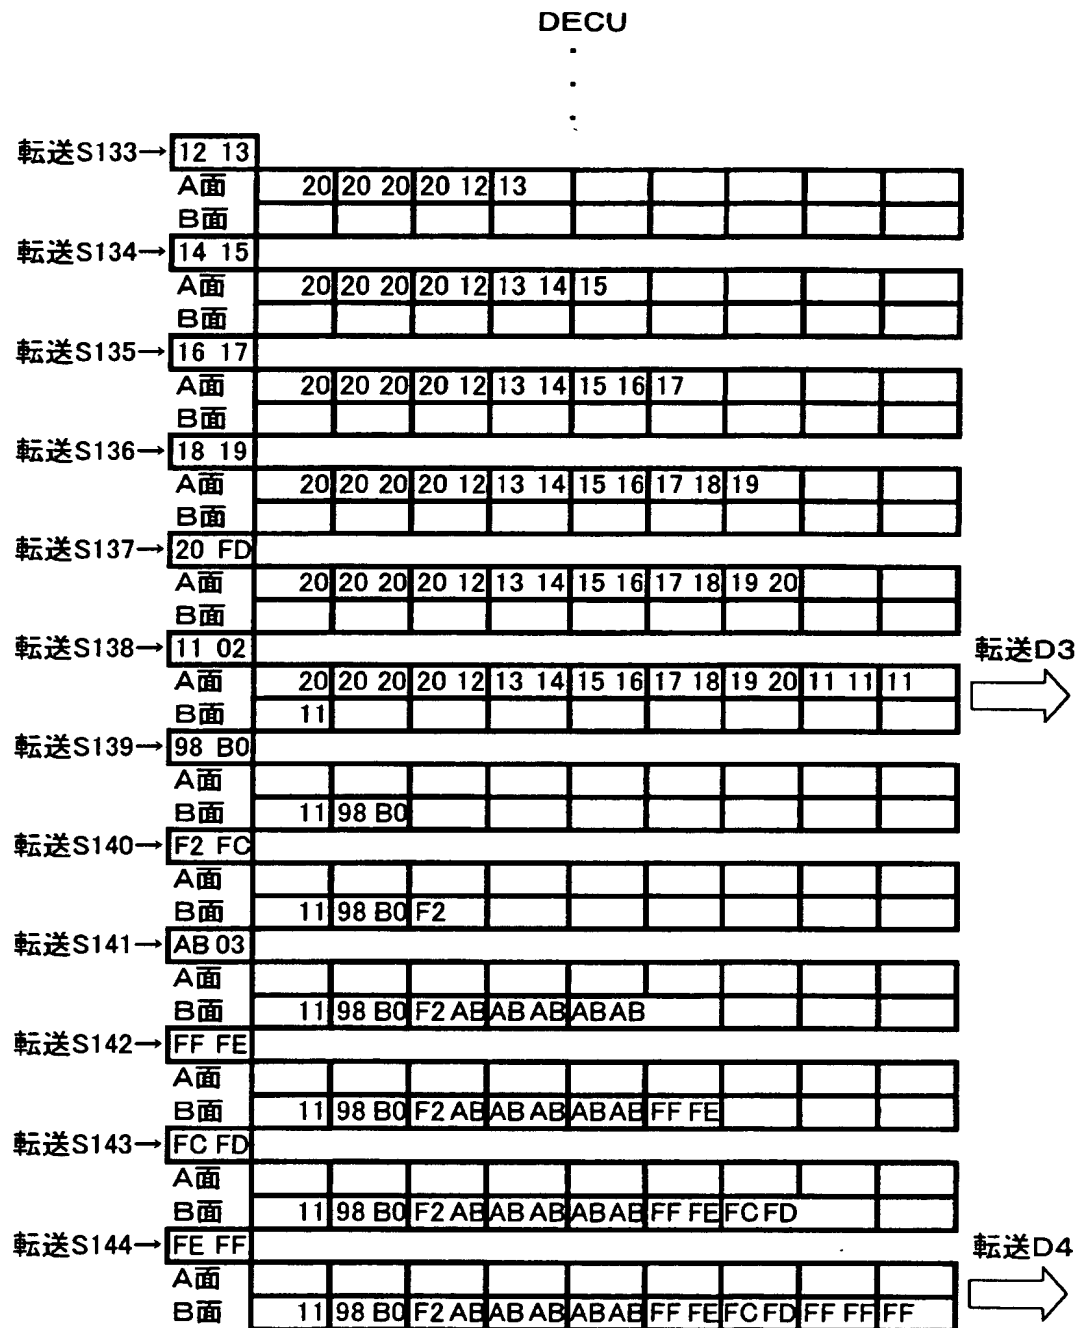 DECU
転送S133→ 12 13
A面 20 20 20 20 12 13
B面
転送S134→ 14 15
A面 20 20 20 20 12 13 14 15
B面
転送S135→ 16 17
A面 20 20 20 20 12 13 14 15 16 17
B面
転送S136→ 18 19
A面 20 20 20 20 12 13 14 15 16 17 18 19
B面
転送S137→ 20 FD
A面 20 20 20 20 12 13 14 15 16 17 18 19 20
B面
転送S138→ 11 02 転送D3
A面 20 20 20 20 12 13 14 15 16 17 18 19 20 11 11 11
B面 11
転送S139→ 98 B0
A面
B面 11 98 B0
転送S140→ F2 FC
A面
B面 11 98 B0 F2
転送S141→ AB 03
A面
B面 11 98 B0 F2 AB AB AB AB AB
転送S142→ FF FE
A面
B面 11 98 B0 F2 AB AB AB AB AB FF FE
転送S143→ FC FD
A面
B面 11 98 B0 F2 AB AB AB AB AB FF FE FC FD
転送S144→ FE FF 転送D4
A面
B面 11 98 B0 F2 AB AB AB AB AB FF FE FC FD FF FF FF